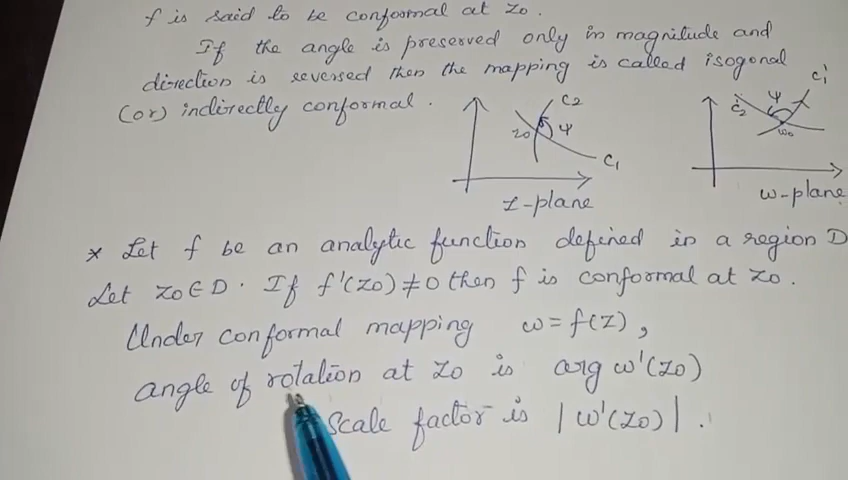 f is said to be conformal at z₀.
If the angle is preserved only in magnitude and
direction is reversed then the mapping is called isogonal
(or) indirectly conformal.
C₂
z₀
ψ
C₁
z-plane
C₁'
C₂'
ψ
w₀
w-plane
* Let f be an analytic function defined in a region D
Let z₀∈D. If f'(z₀)≠0 then f is conformal at z₀.
Under conformal mapping w=f(z),
angle of rotation at z₀ is arg w'(z₀)
Scale factor is |w'(z₀)|.